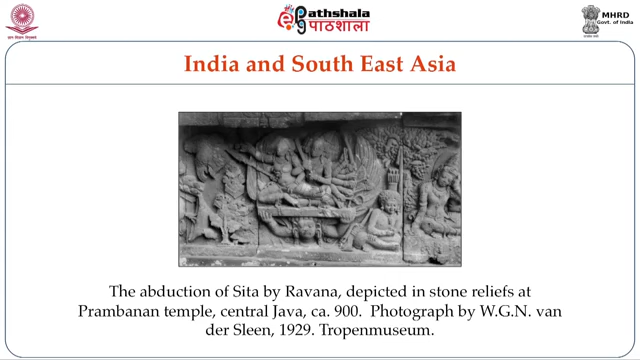 Pathshala
पाठशाला
MHRD
Govt. of India
India and South East Asia
The abduction of Sita by Ravana, depicted in stone reliefs at
Prambanan temple, central Java, ca. 900.  Photograph by W.G.N. van
der Sleen, 1929. Tropenmuseum.